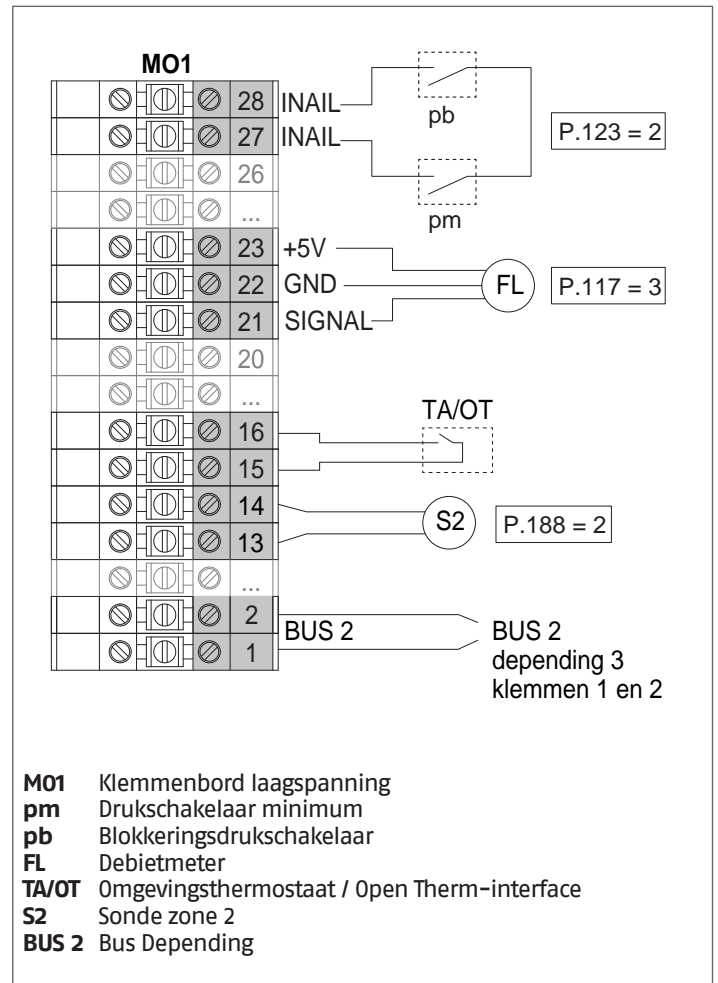 MO1
28 INAIL
pb
27 INAIL
P.123 = 2
26
pm
...
23 +5V
22 GND
FL
P.117 = 3
21 SIGNAL
20
...
TA/OT
16
15
14
S2
P.188 = 2
13
...
2
BUS 2
BUS 2
1
depending 3
klemmen 1 en 2
M01 Klemmenbord laagspanning
pm Drukschakelaar minimum
pb Blokkeringsdrukschakelaar
FL Debietmeter
TA/OT Omgevingsthermostaat / Open Therm-interface
S2 Sonde zone 2
BUS 2 Bus Depending